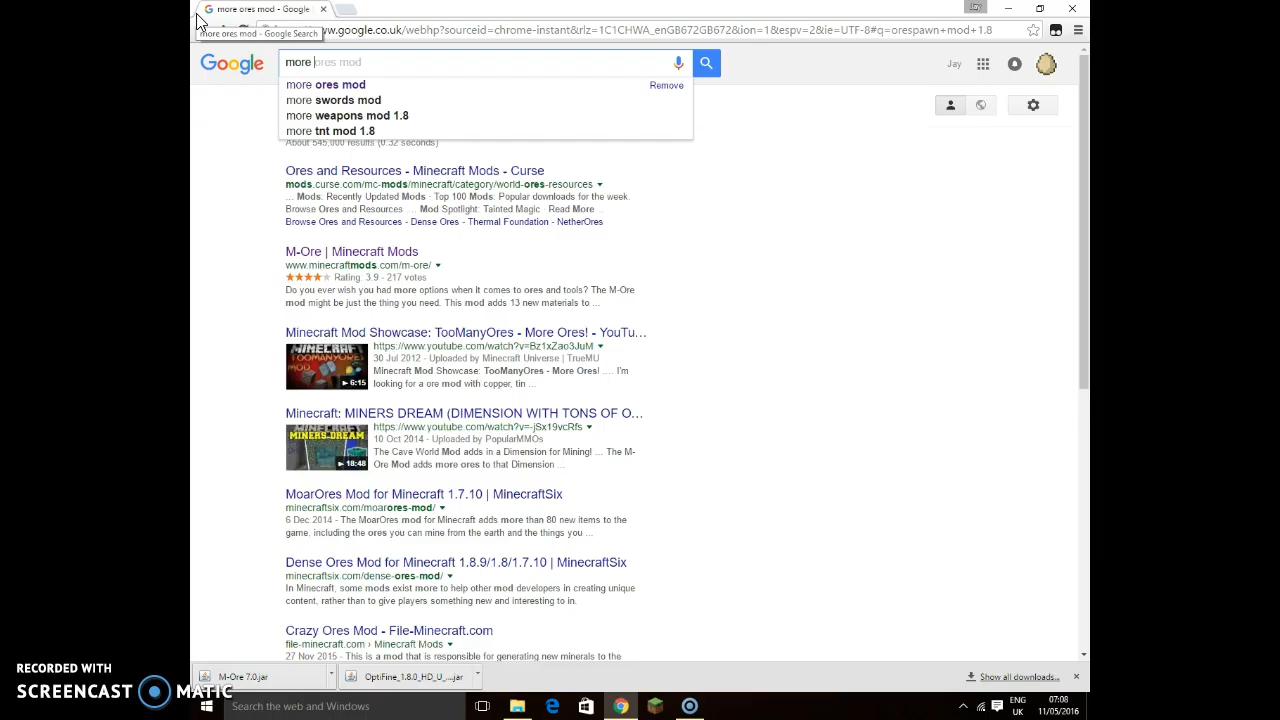 more ores mod - Google
Jay
www.google.co.uk/webhp?sourceid=chrome-instant&rlz=1C1CHWA_enGB672GB672&ion=1&espv=2&ie=UTF-8#q=orespawn+mod+1.8
more ores mod - Google Search
Google
more ores mod
Jay
more ores mod
Remove
more swords mod
more weapons mod 1.8
more tnt mod 1.8
About 545,000 results (0.32 seconds)
Ores and Resources - Minecraft Mods - Curse
mods.curse.com/mc-mods/minecraft/category/world-ores-resources
... Mods. Recently Updated Mods · Top 100 Mods: Popular downloads for the week.
Browse Ores and Resources ... Mod Spotlight: Tainted Magic · Read More ...
Browse Ores and Resources - Dense Ores - Thermal Foundation - NetherOres
M-Ore | Minecraft Mods
www.minecraftmods.com/m-ore/
Rating: 3.9 - 217 votes
Do you ever wish you had more options when it comes to ores and tools? The M-Ore
mod might be just the thing you need. This mod adds 13 new materials to ...
Minecraft Mod Showcase: TooManyOres - More Ores! - YouTu...
MINECRAFT
TOOMANYORES
MOD
6:15
https://www.youtube.com/watch?v=Bz1xZao3JuM
30 Jul 2012 - Uploaded by Minecraft Universe | TrueMU
Minecraft Mod Showcase: TooManyOres - More Ores! .... I'm
looking for a ore mod with copper, tin ...
Minecraft: MINERS DREAM (DIMENSION WITH TONS OF O...
MINERS DREAM
18:48
https://www.youtube.com/watch?v=-jSx19vcRfs
10 Oct 2014 - Uploaded by PopularMMOs
The Cave World Mod adds in a Dimension for Mining! ... The M-
Ore Mod adds more ores to that Dimension ...
MoarOres Mod for Minecraft 1.7.10 | MinecraftSix
minecraftsix.com/moarores-mod/
6 Dec 2014 - The MoarOres mod for Minecraft adds more than 80 new items to the
game, including the ores you can mine from the earth and the things you ...
Dense Ores Mod for Minecraft 1.8.9/1.8/1.7.10 | MinecraftSix
minecraftsix.com/dense-ores-mod/
In Minecraft, some mods exist more to help other mod developers in creating unique
content, rather than to give players something new and interesting to in.
Crazy Ores Mod - File-Minecraft.com
file-minecraft.com › Minecraft Mods
27 Nov 2015 - This is a mod that is responsible for generating new minerals to the
M-Ore 7.0.jar
OptiFine_1.8.0_HD_U_....jar
Show all downloads...
RECORDED WITH
SCREENCAST MATIC
Search the web and Windows
ENG
UK
07:08
11/05/2016